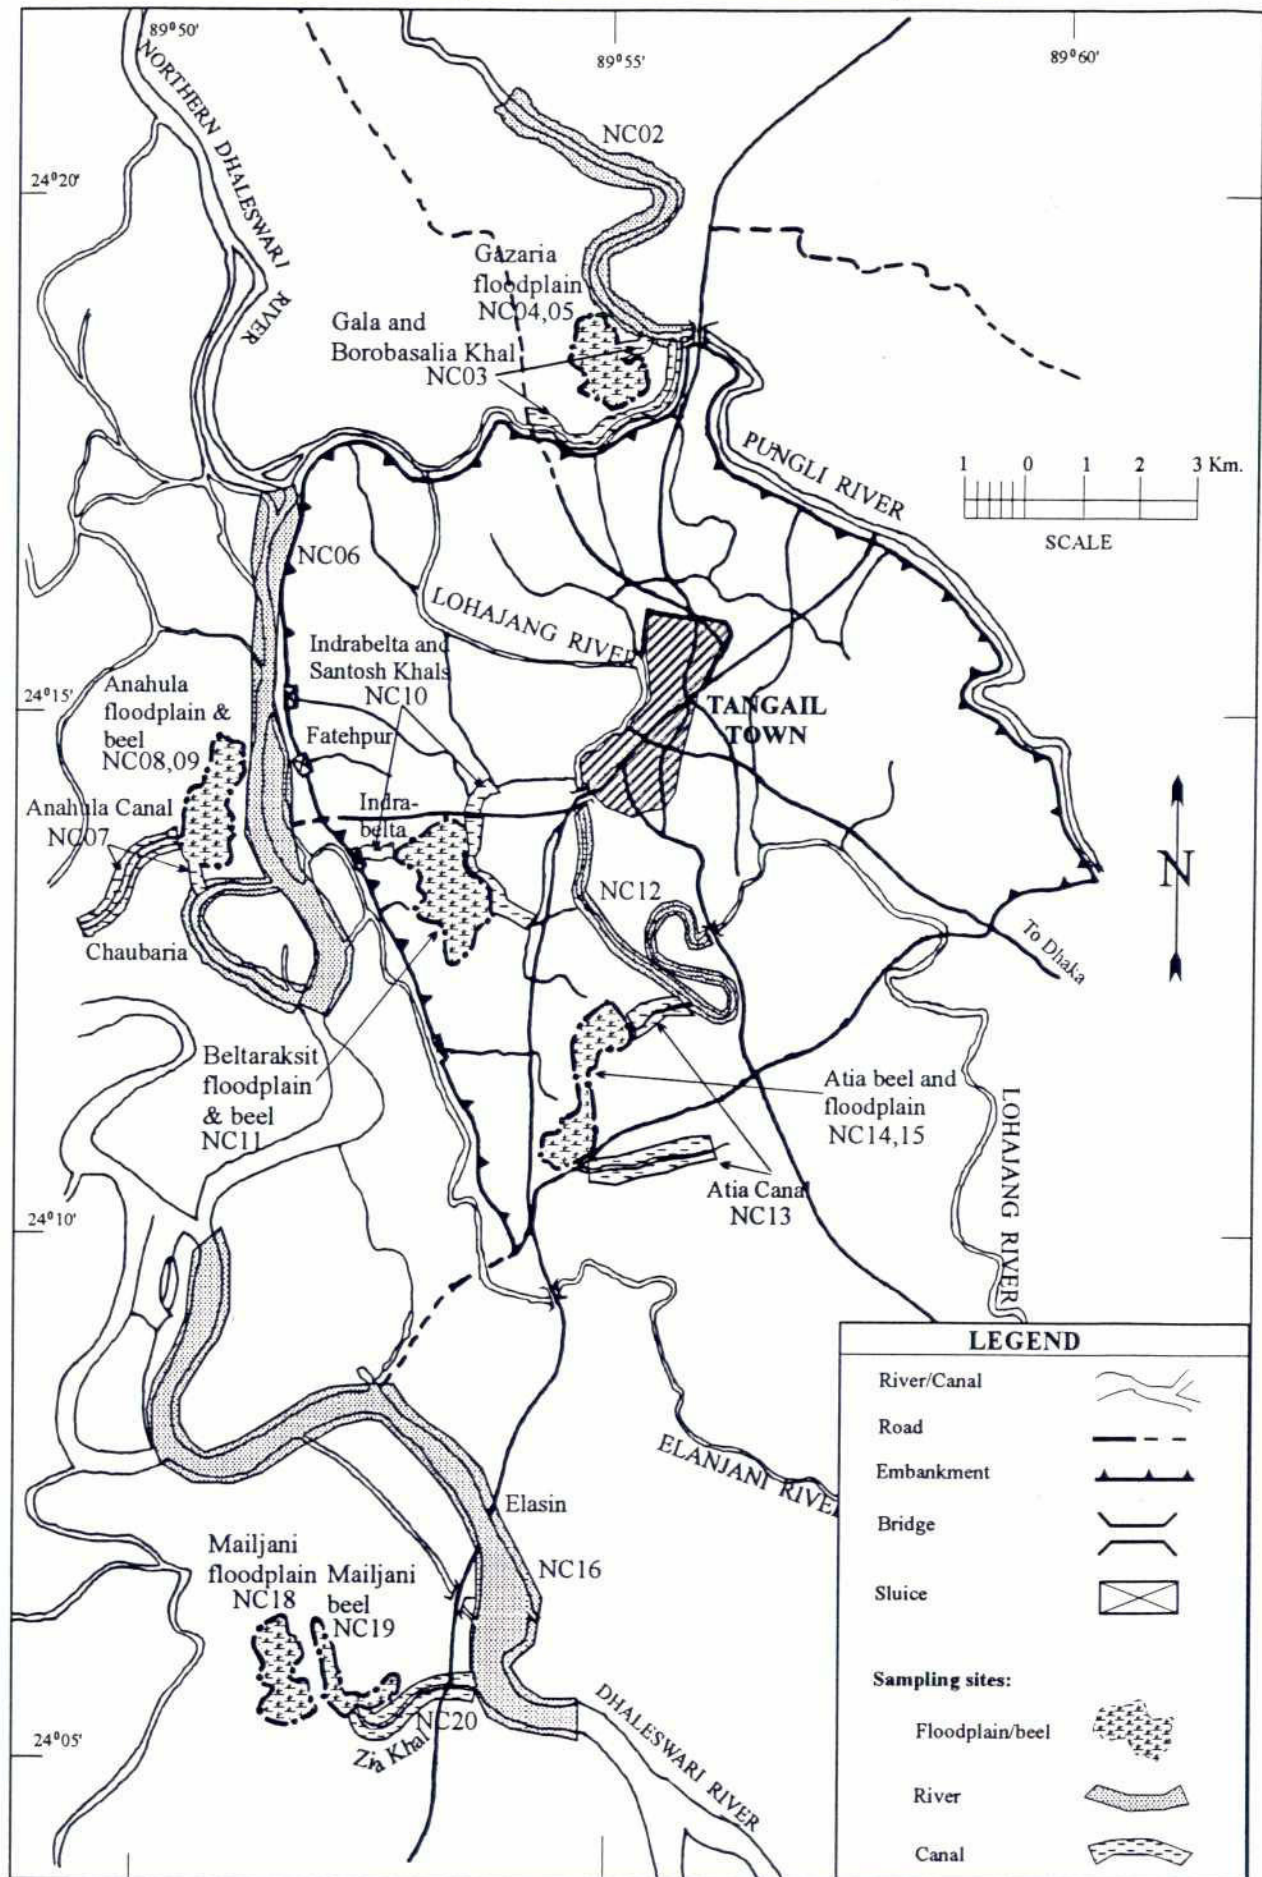 89°50'
89°55'
89°60'
NORTHERN DHALESWARI
RIVER
NC02
24°20'
Gazaria
floodplain
NC04,05
Gala and
Borobasalia Khal
NC03
PUNGLI RIVER
1 0 1 2 3 Km.
SCALE
NC06
LOHAJANG RIVER
Indrabelta and
Santosh Khals
NC10
24°15'
Anahula
floodplain &
beel
NC08,09
TANGAIL
TOWN
Fatehpur
Anahula Canal
NC07
Indra-
belta
N
NC12
Chaubaria
To Dhaka
Beltaraksit
floodplain
& beel
NC11
Atia beel and
floodplain
NC14,15
LOHAJANG RIVER
Atia Canal
NC13
24°10'
LEGEND
River/Canal
Road
Embankment
Bridge
Sluice
Sampling sites:
Floodplain/beel
River
Canal
ELANJANI RIVER
Elasin
Mailjani
floodplain
NC18
Mailjani
beel
NC19
NC16
NC20
Zia Khal
24°05'
DHALESWARI RIVER